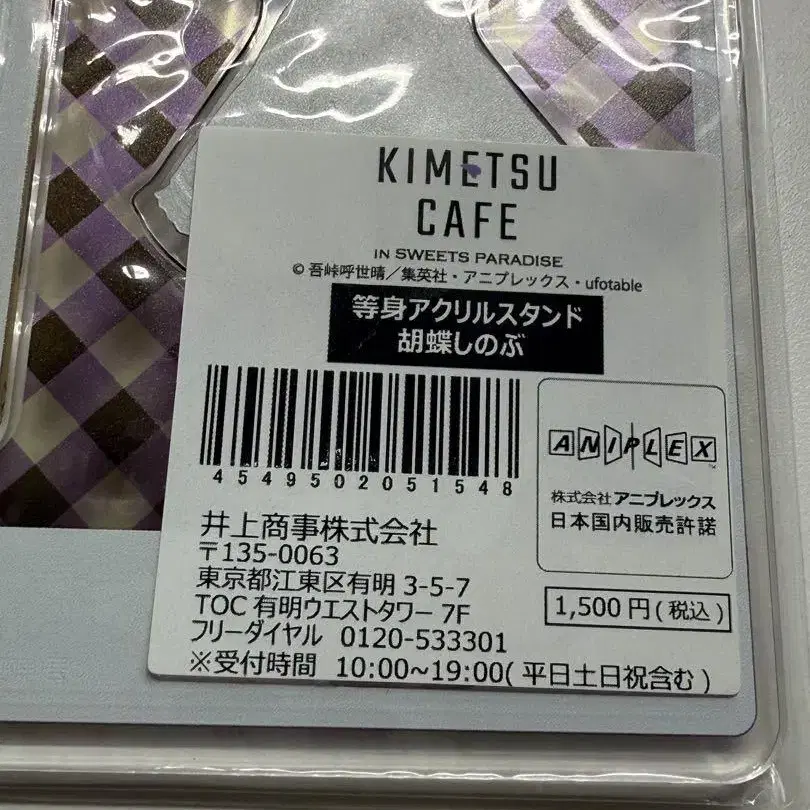 KIMETSU
CAFE
IN SWEETS PARADISE
© 吾峠呼世晴／集英社・アニプレックス・ufotable
等身アクリルスタンド
胡蝶しのぶ
4549502051548
ANIPLEX™
株式会社アニプレックス
日本国内販売許諾
井上商事株式会社
〒135-0063
東京都江東区有明 3-5-7
TOC 有明ウエストタワー 7F
フリーダイヤル 0120-533301
※受付時間 10:00~19:00( 平日土日祝含む )
1,500 円 ( 税込 )